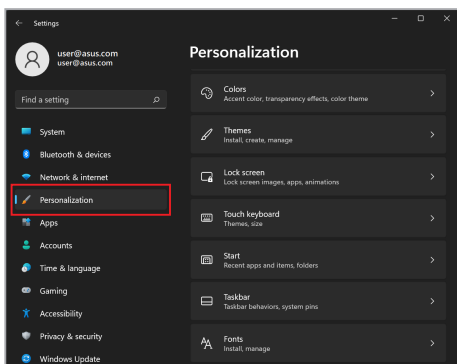 Settings
user@asus.com
user@asus.com
Find a setting
System
Bluetooth & devices
Network & internet
Personalization
Apps
Accounts
Time & language
Gaming
Accessibility
Privacy & security
Windows Update
Personalization
Colors
Accent color, transparency effects, color theme
Themes
Install, create, manage
Lock screen
Lock screen images, apps, animations
Touch keyboard
Themes, size
Start
Recent apps and items, folders
Taskbar
Taskbar behaviors, system pins
Fonts
Install, manage